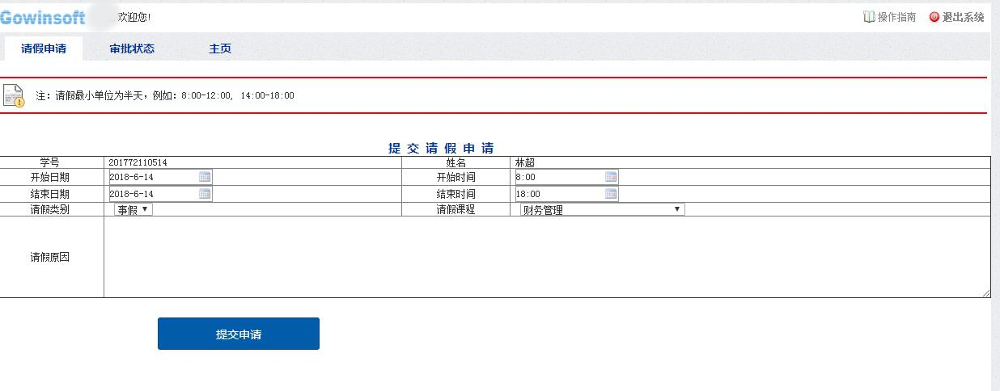 Gowinsoft 欢迎您! 操作指南 退出系统
请假申请 审批状态 主页
注：请假最小单位为半天，例如：8:00-12:00, 14:00-18:00
提交请假申请
学号 201772110514 姓名 林超
开始日期 2018-6-14 开始时间 8:00
结束日期 2018-6-14 结束时间 18:00
请假类别 事假 请假课程 财务管理
请假原因
提交申请